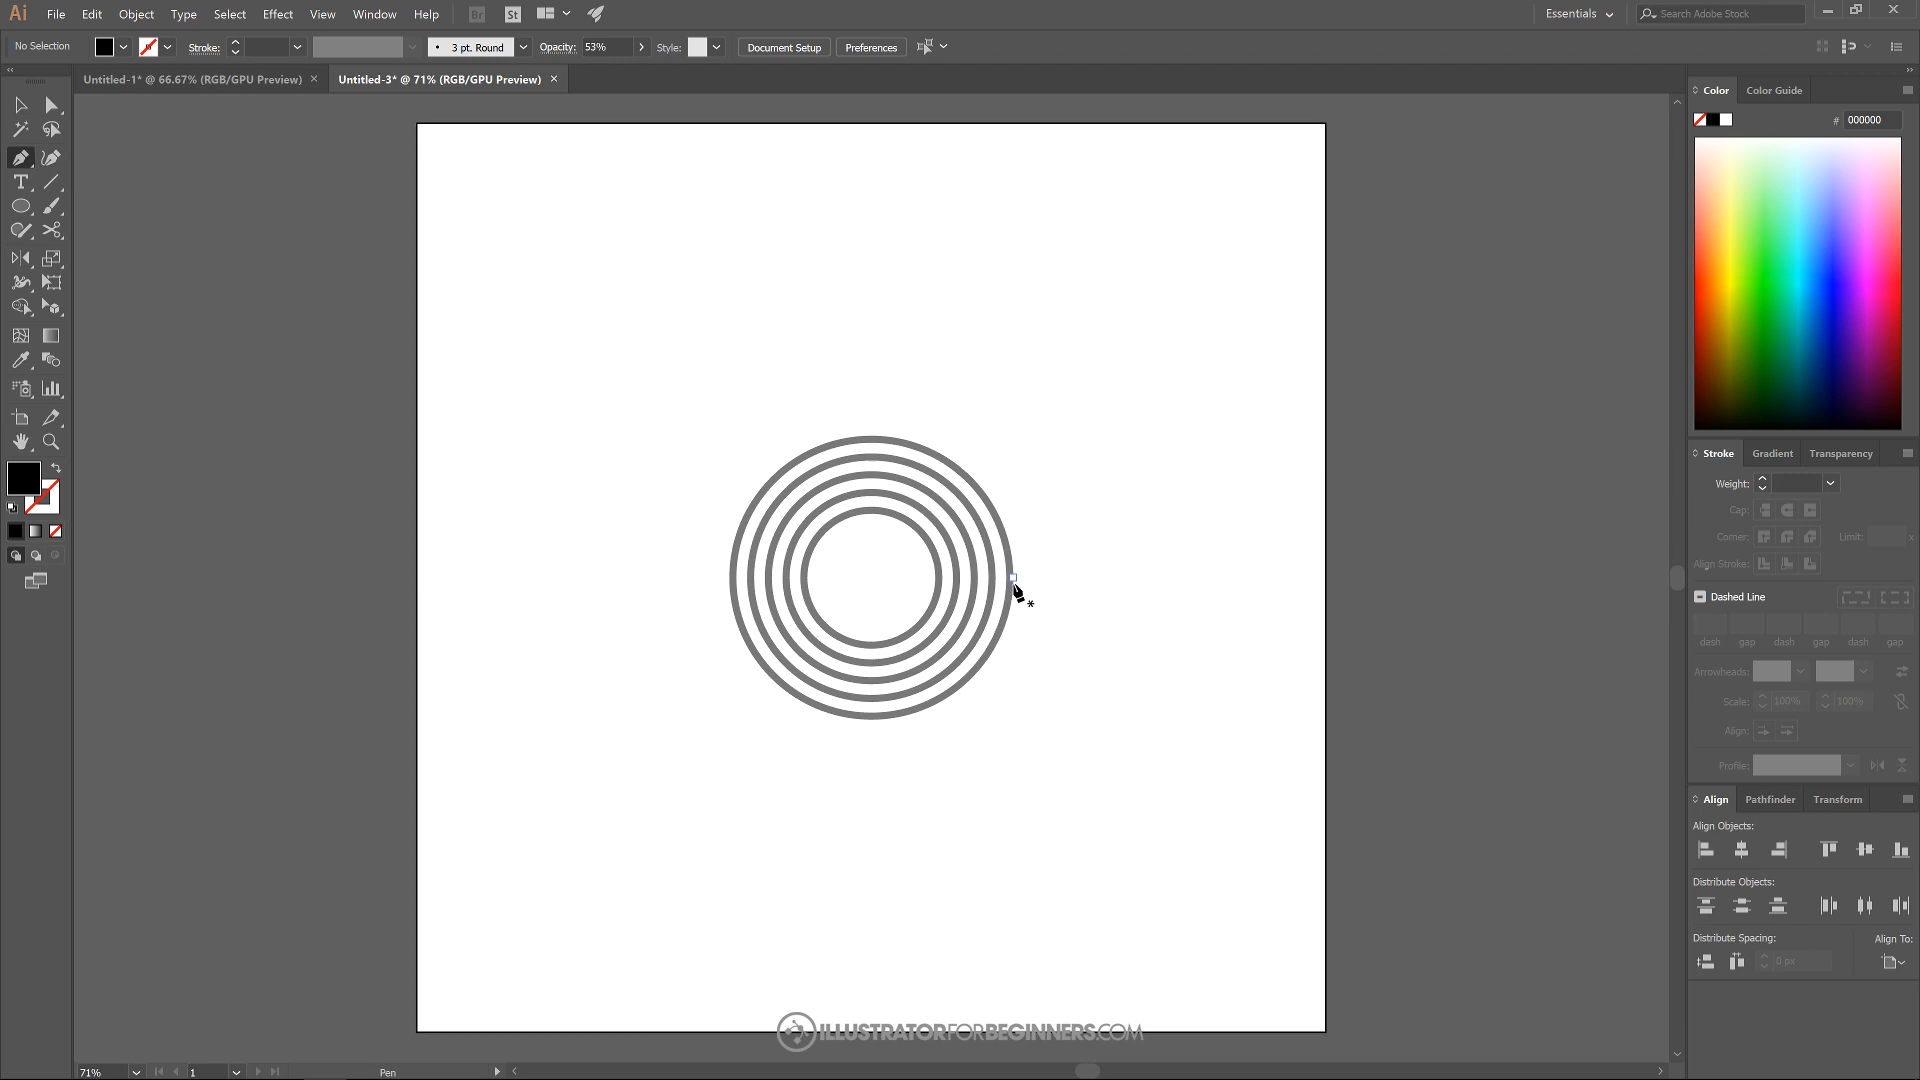 Ai File Edit Object Type Select Effect View Window Help Br St Essentials Search Adobe Stock
No Selection Stroke: 3 pt. Round Opacity: 53% Style: Document Setup Preferences
Untitled-1* @ 66.67% (RGB/GPU Preview) × Untitled-3* @ 71% (RGB/GPU Preview) ×
Color Color Guide
# 000000
Stroke Gradient Transparency
Weight:
Cap:
Corner: Limit: x
Align Stroke:
Dashed Line
dash gap dash gap dash gap
Arrowheads:
Scale: 100% 100%
Align:
Profile:
Align Pathfinder Transform
Align Objects:
Distribute Objects:
Distribute Spacing: Align To:
0 px
ILLUSTRATORFORBEGINNERS.COM
71% 1 Pen